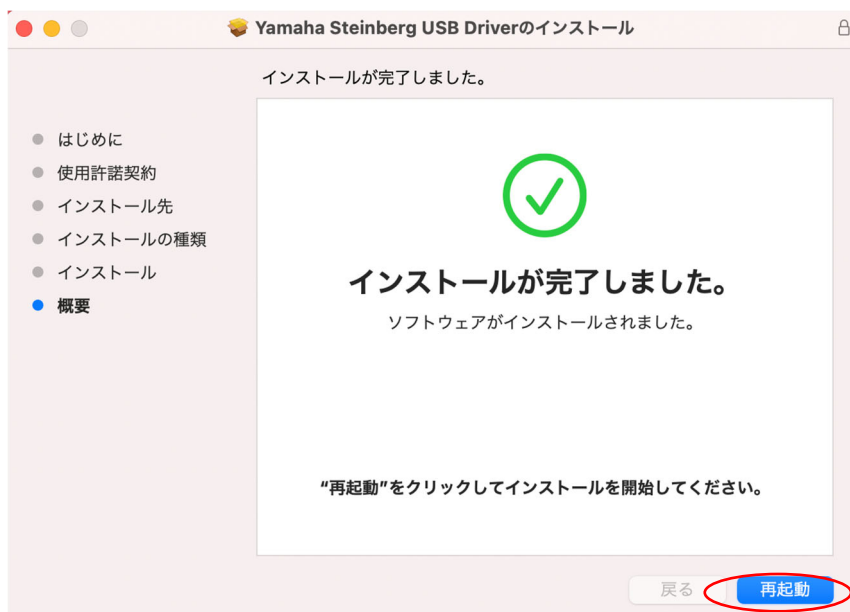 Yamaha Steinberg USB Driverのインストール
インストールが完了しました。
はじめに
使用許諾契約
インストール先
インストールの種類
インストール
概要
インストールが完了しました。
ソフトウェアがインストールされました。
“再起動”をクリックしてインストールを開始してください。
戻る
再起動